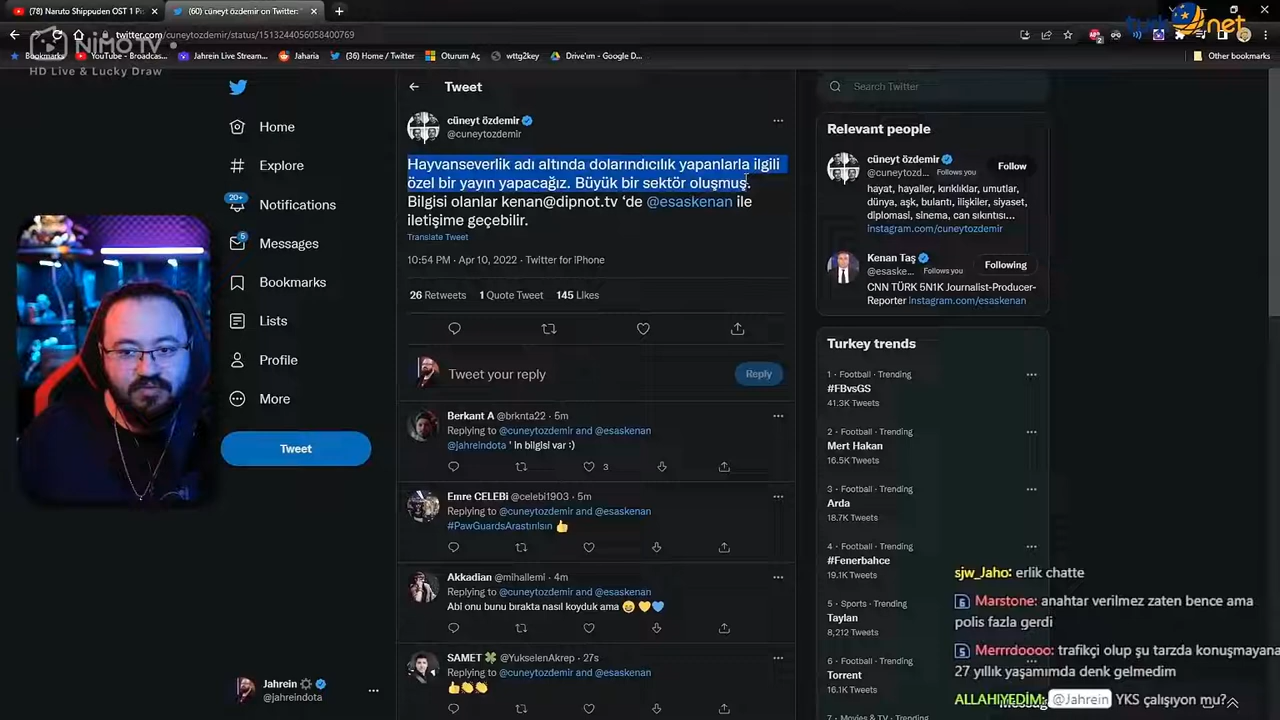 (78) Naruto Shippuden OST 1 Pis
(60) cüneyt özdemir on Twitter: "
turk net
twitter.com/cuneytozdemir/status/1513244056058400769
NIMO TV
HD Live & Lucky Draw
Bookmarks
YouTube - Broadcas...
Jahrein Live Stream...
Jaharia
(36) Home / Twitter
Oturum Aç
wttg2key
Drive'ım - Google D...
Other bookmarks
Home
Explore
20+
Notifications
5
Messages
Bookmarks
Lists
Profile
More
Tweet
Jahrein
@jahreindota
Tweet
cüneyt özdemir
@cuneytozdemir
Hayvanseverlik adı altında dolarındıcılık yapanlarla ilgili
özel bir yayın yapacağız. Büyük bir sektör oluşmuş.
Bilgisi olanlar kenan@dipnot.tv ‘de @esaskenan ile
iletişime geçebilir.
Translate Tweet
10:54 PM · Apr 10, 2022 · Twitter for iPhone
26 Retweets 1 Quote Tweet 145 Likes
Tweet your reply
Reply
Berkant A @brknta22 · 5m
Replying to @cuneytozdemir and @esaskenan
@jahreindota ' in bilgisi var :)
3
Emre CELEBi @celebi1903 · 5m
Replying to @cuneytozdemir and @esaskenan
#PawGuardsArastırılsın 👍
Akkadian @mihallemi · 4m
Replying to @cuneytozdemir and @esaskenan
Abi onu bunu bırakta nasıl koyduk ama 😄 💛💙
SAMET 🍀 @YukselenAkrep · 27s
Replying to @cuneytozdemir and @esaskenan
👍👏👏
Search Twitter
Relevant people
cüneyt özdemir
@cuneytozd... Follows you
Follow
hayat, hayaller, kırıklıklar, umutlar,
dünya, aşk, bulantı, ilişkiler, siyaset,
diplomasi, sinema, can sıkıntısı...
instagram.com/cuneytozdemir
Kenan Taş
@esaske... Follows you
Following
CNN TÜRK 5N1K Journalist-Producer-
Reporter instagram.com/esaskenan
Turkey trends
1 · Football · Trending
#FBvsGS
41.3K Tweets
2 · Football · Trending
Mert Hakan
16.5K Tweets
3 · Football · Trending
Arda
18.7K Tweets
4 · Football · Trending
#Fenerbahce
19.1K Tweets
5 · Sports · Trending
Taylan
8,212 Tweets
6 · Football · Trending
Torrent
16.1K Tweets
7 · Movies & TV · Trending
sjw_Jaho: erlik chatte
6 Marstone: anahtar verilmez zaten bence ama
polis fazla gerdi
5 Merrrdoooo: trafikçi olup şu tarzda konuşmayana
27 yıllık yaşamımda denk gelmedim
ALLAHIYEDİM: @Jahrein YKS çalışıyon mu?